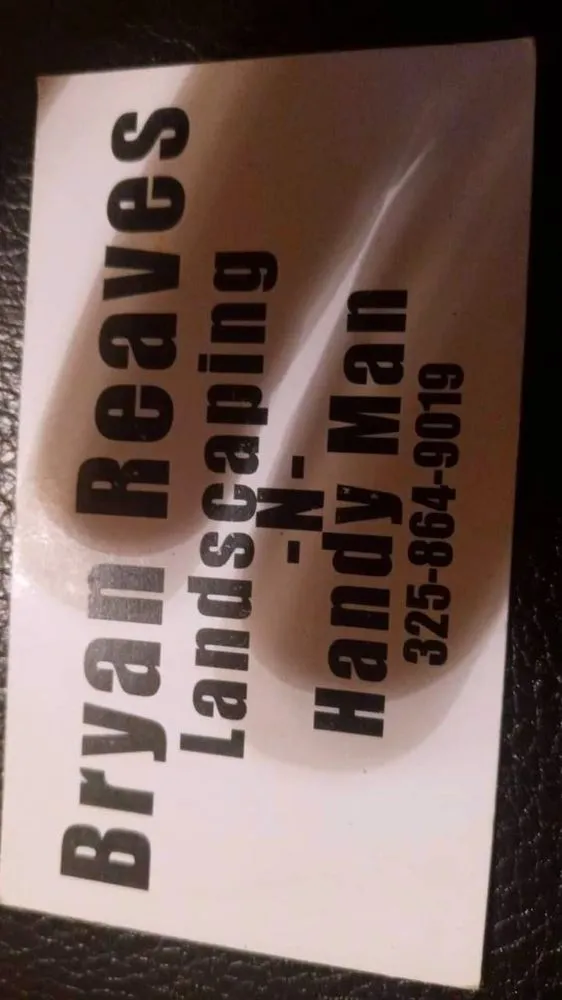 Bryan Reaves
Landscaping
-N-
Handy Man
325-864-9019